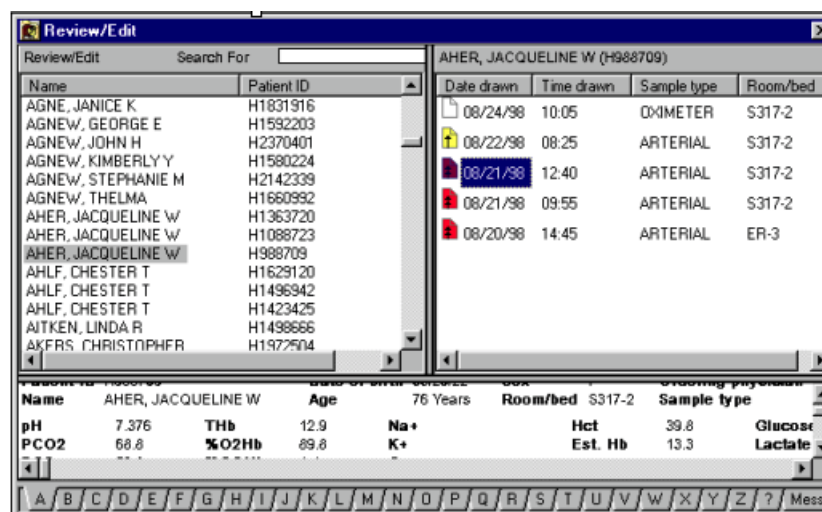 Review/Edit
Review/Edit Search For
Name Patient ID
AGNE, JANICE K H1831916
AGNEW, GEORGE E H1592203
AGNEW, JOHN H H2370401
AGNEW, KIMBERLY Y H1580224
AGNEW, STEPHANIE M H2142339
AGNEW, THELMA H1660992
AHER, JACQUELINE W H1363720
AHER, JACQUELINE W H1088723
AHER, JACQUELINE W H988709
AHLF, CHESTER T H1629120
AHLF, CHESTER T H1496942
AHLF, CHESTER T H1423425
AITKEN, LINDA R H1498666
AKERS, CHRISTOPHER H1972504
AHER, JACQUELINE W (H988709)
Date drawn Time drawn Sample type Room/bed
08/24/98 10:05 OXIMETER S317-2
08/22/98 08:25 ARTERIAL S317-2
08/21/98 12:40 ARTERIAL S317-2
08/21/98 09:55 ARTERIAL S317-2
08/20/98 14:45 ARTERIAL ER-3
Name AHER, JACQUELINE W Age 76 Years Room/bed S317-2 Sample type
pH 7.376 THb 12.9 Na+ Hct 39.8 Glucose
PCO2 68.8 %O2Hb 89.8 K+ Est. Hb 13.3 Lactate
A B C D E F G H I J K L M N O P Q R S T U V W X Y Z ? Mess